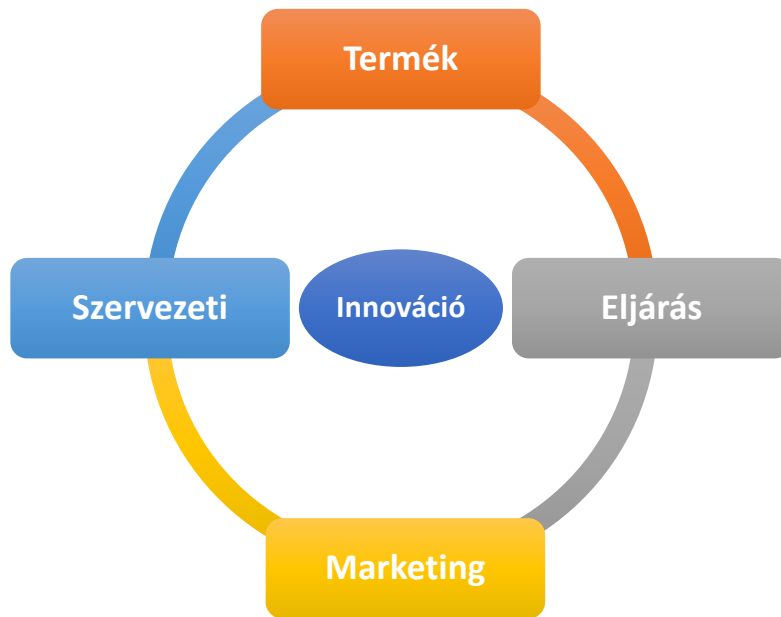 Termék
Szervezeti
Innováció
Eljárás
Marketing